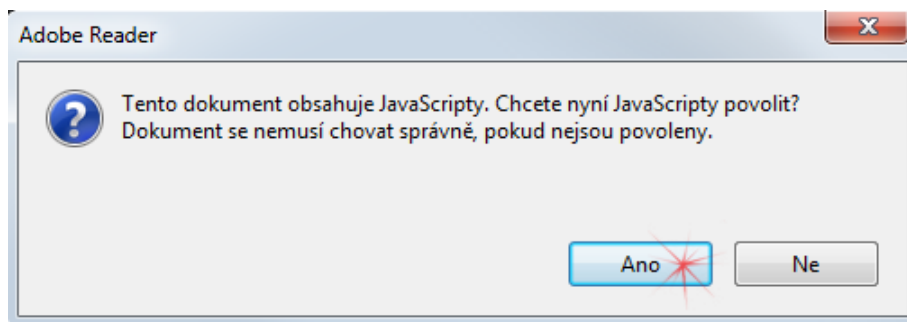 Adobe Reader
Tento dokument obsahuje JavaScripty. Chcete nyní JavaScripty povolit?
Dokument se nemusí chovat správně, pokud nejsou povoleny.
Ano
Ne